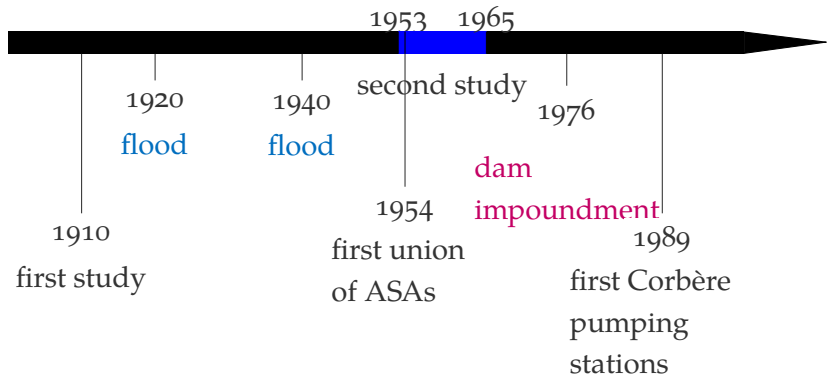 1953 1965
second study
1920
flood
1940
flood
1976
dam
impoundment
1954
first union
of ASAs
1910
first study
1989
first Corbère
pumping
stations